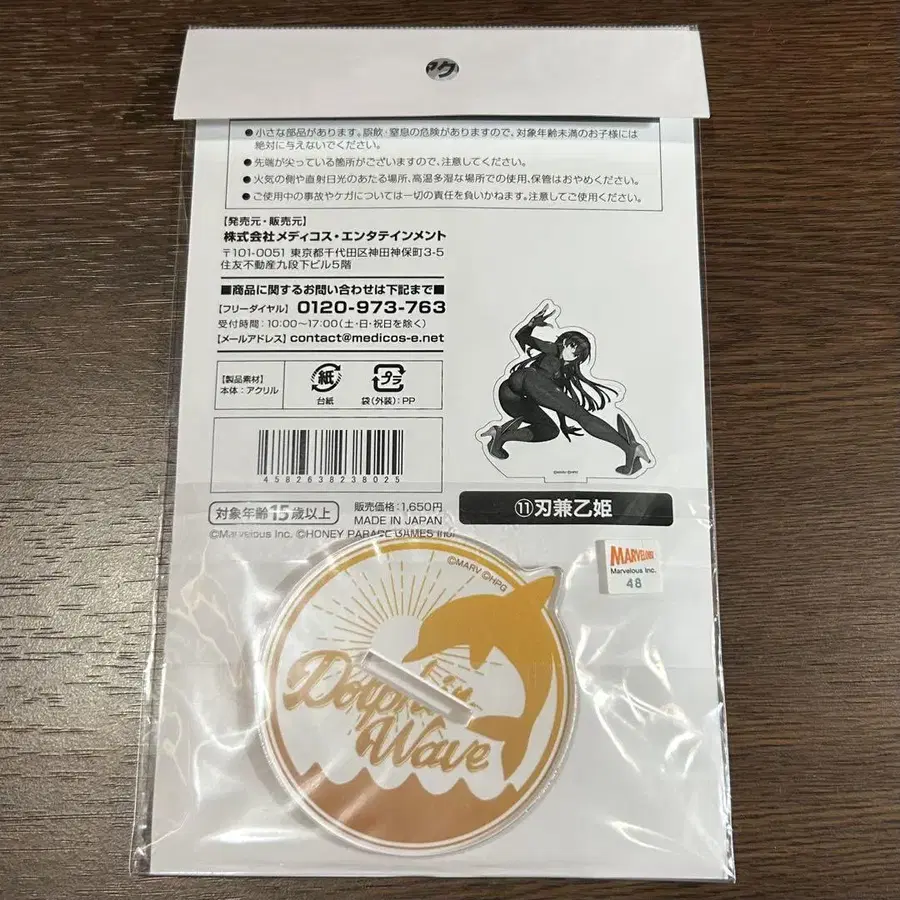 アク
●小さな部品があります。誤飲・窒息の危険がありますので、対象年齢未満のお子様には
絶対に与えないでください。
●先端が尖っている箇所がございますので、注意してください。
●火気の側や直射日光のあたる場所、高温多湿な場所での使用、保管はおやめください。
●ご使用中の事故やケガについては一切の責任を負いかねます。注意してご使用ください。
【発売元・販売元】
株式会社メディコス・エンタテインメント
〒101-0051 東京都千代田区神田神保町3-5
住友不動産九段下ビル5階
■商品に関するお問い合わせは下記まで■
【フリーダイヤル】 0120-973-763
受付時間：10:00〜17:00(土・日・祝日を除く)
【メールアドレス】contact@medicos-e.net
【製品素材】
本体：アクリル
紙
台紙
プラ
袋(外装)：PP
4582638238025
©MARV ©HPG
対象年齢15歳以上
販売価格：1,650円
MADE IN JAPAN
⑪刃兼乙姫
©Marvelous Inc. ©HONEY PARADE GAMES Inc.
©MARV ©HPG
Dolphin
Wave
MARVELOUS!
Marvelous Inc.
48